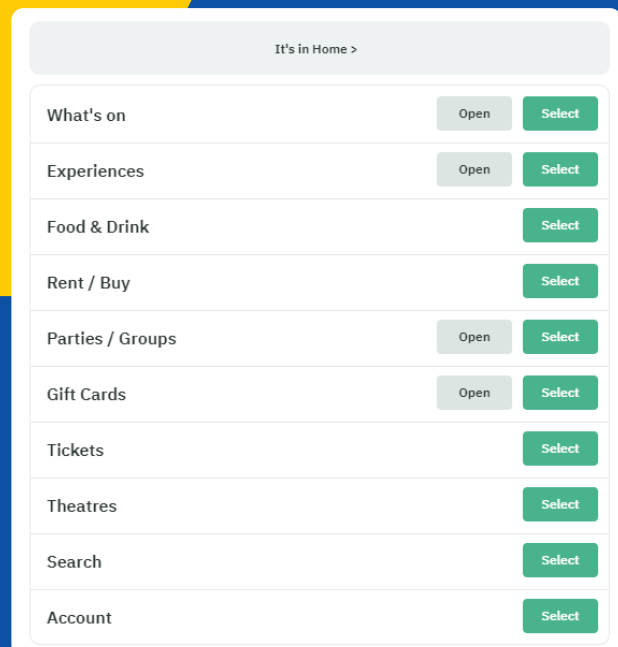 It's in Home >
What's on Open Select
Experiences Open Select
Food & Drink Select
Rent / Buy Select
Parties / Groups Open Select
Gift Cards Open Select
Tickets Select
Theatres Select
Search Select
Account Select